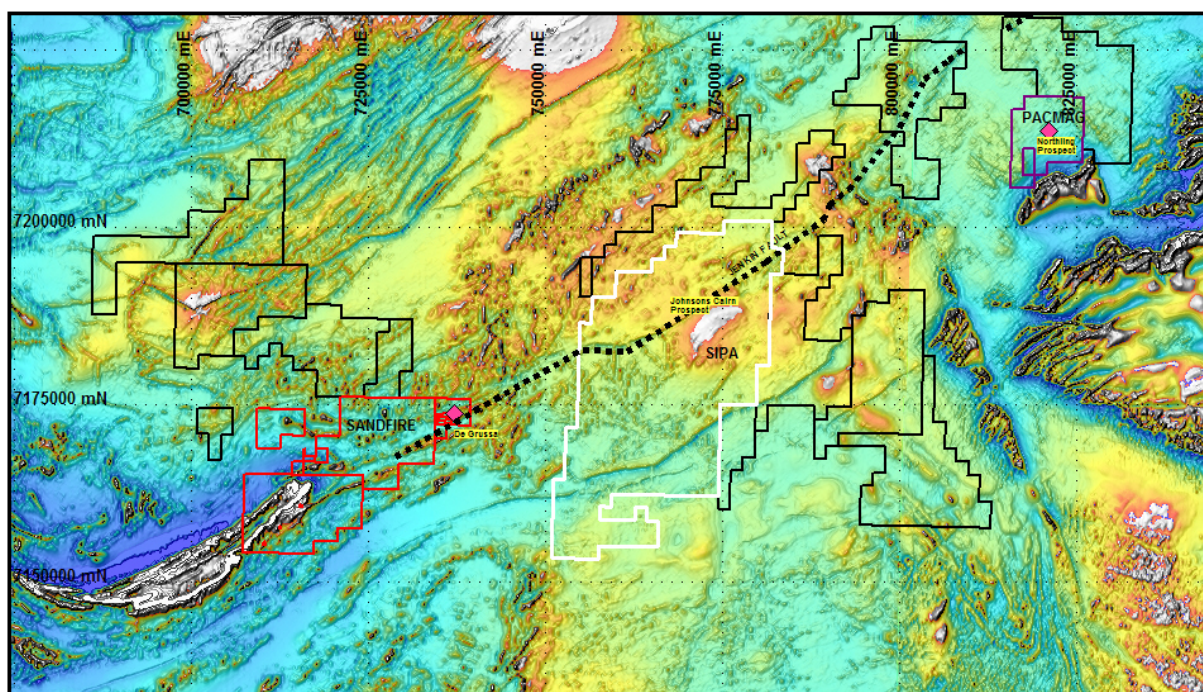 700000 mE
725000 mE
750000 mE
775000 mE
800000 mE
825000 mE
PACMAG
Northling
Prospect
7200000 mN
Johnsons Cairn
Prospect
SIPA
7175000 mN
SANDFIRE
De Grussa
7150000 mN